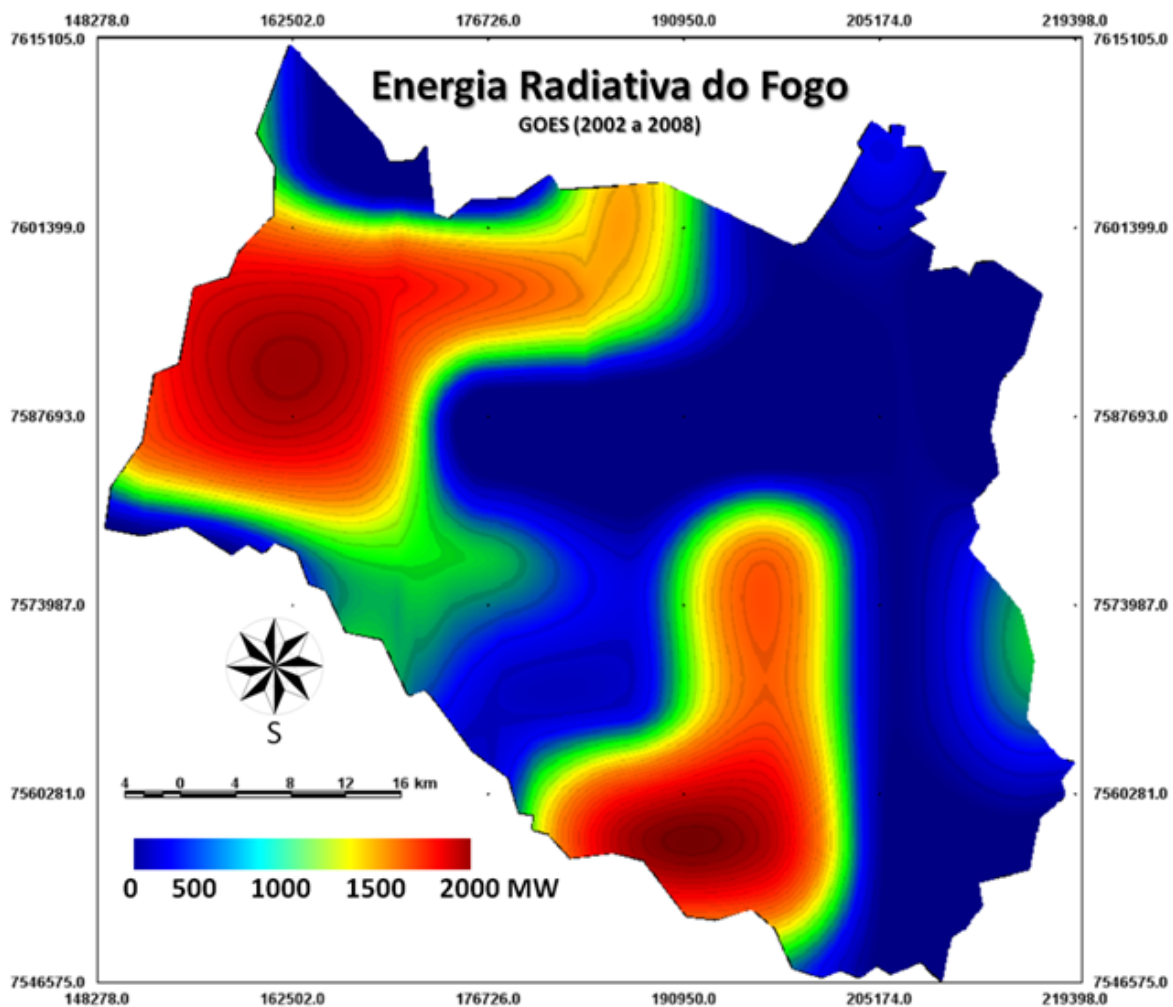 148278.0 162502.0 176726.0 190950.0 205174.0 219398.0
7615105.0 7615105.0
Energia Radiativa do Fogo
GOES (2002 a 2008)
7601399.0 7601399.0
7587693.0 7587693.0
7573987.0 7573987.0
S
4 0 4 8 12 16 km
7560281.0 7560281.0
0 500 1000 1500 2000 MW
7546575.0 7546575.0
148278.0 162502.0 176726.0 190950.0 205174.0 219398.0